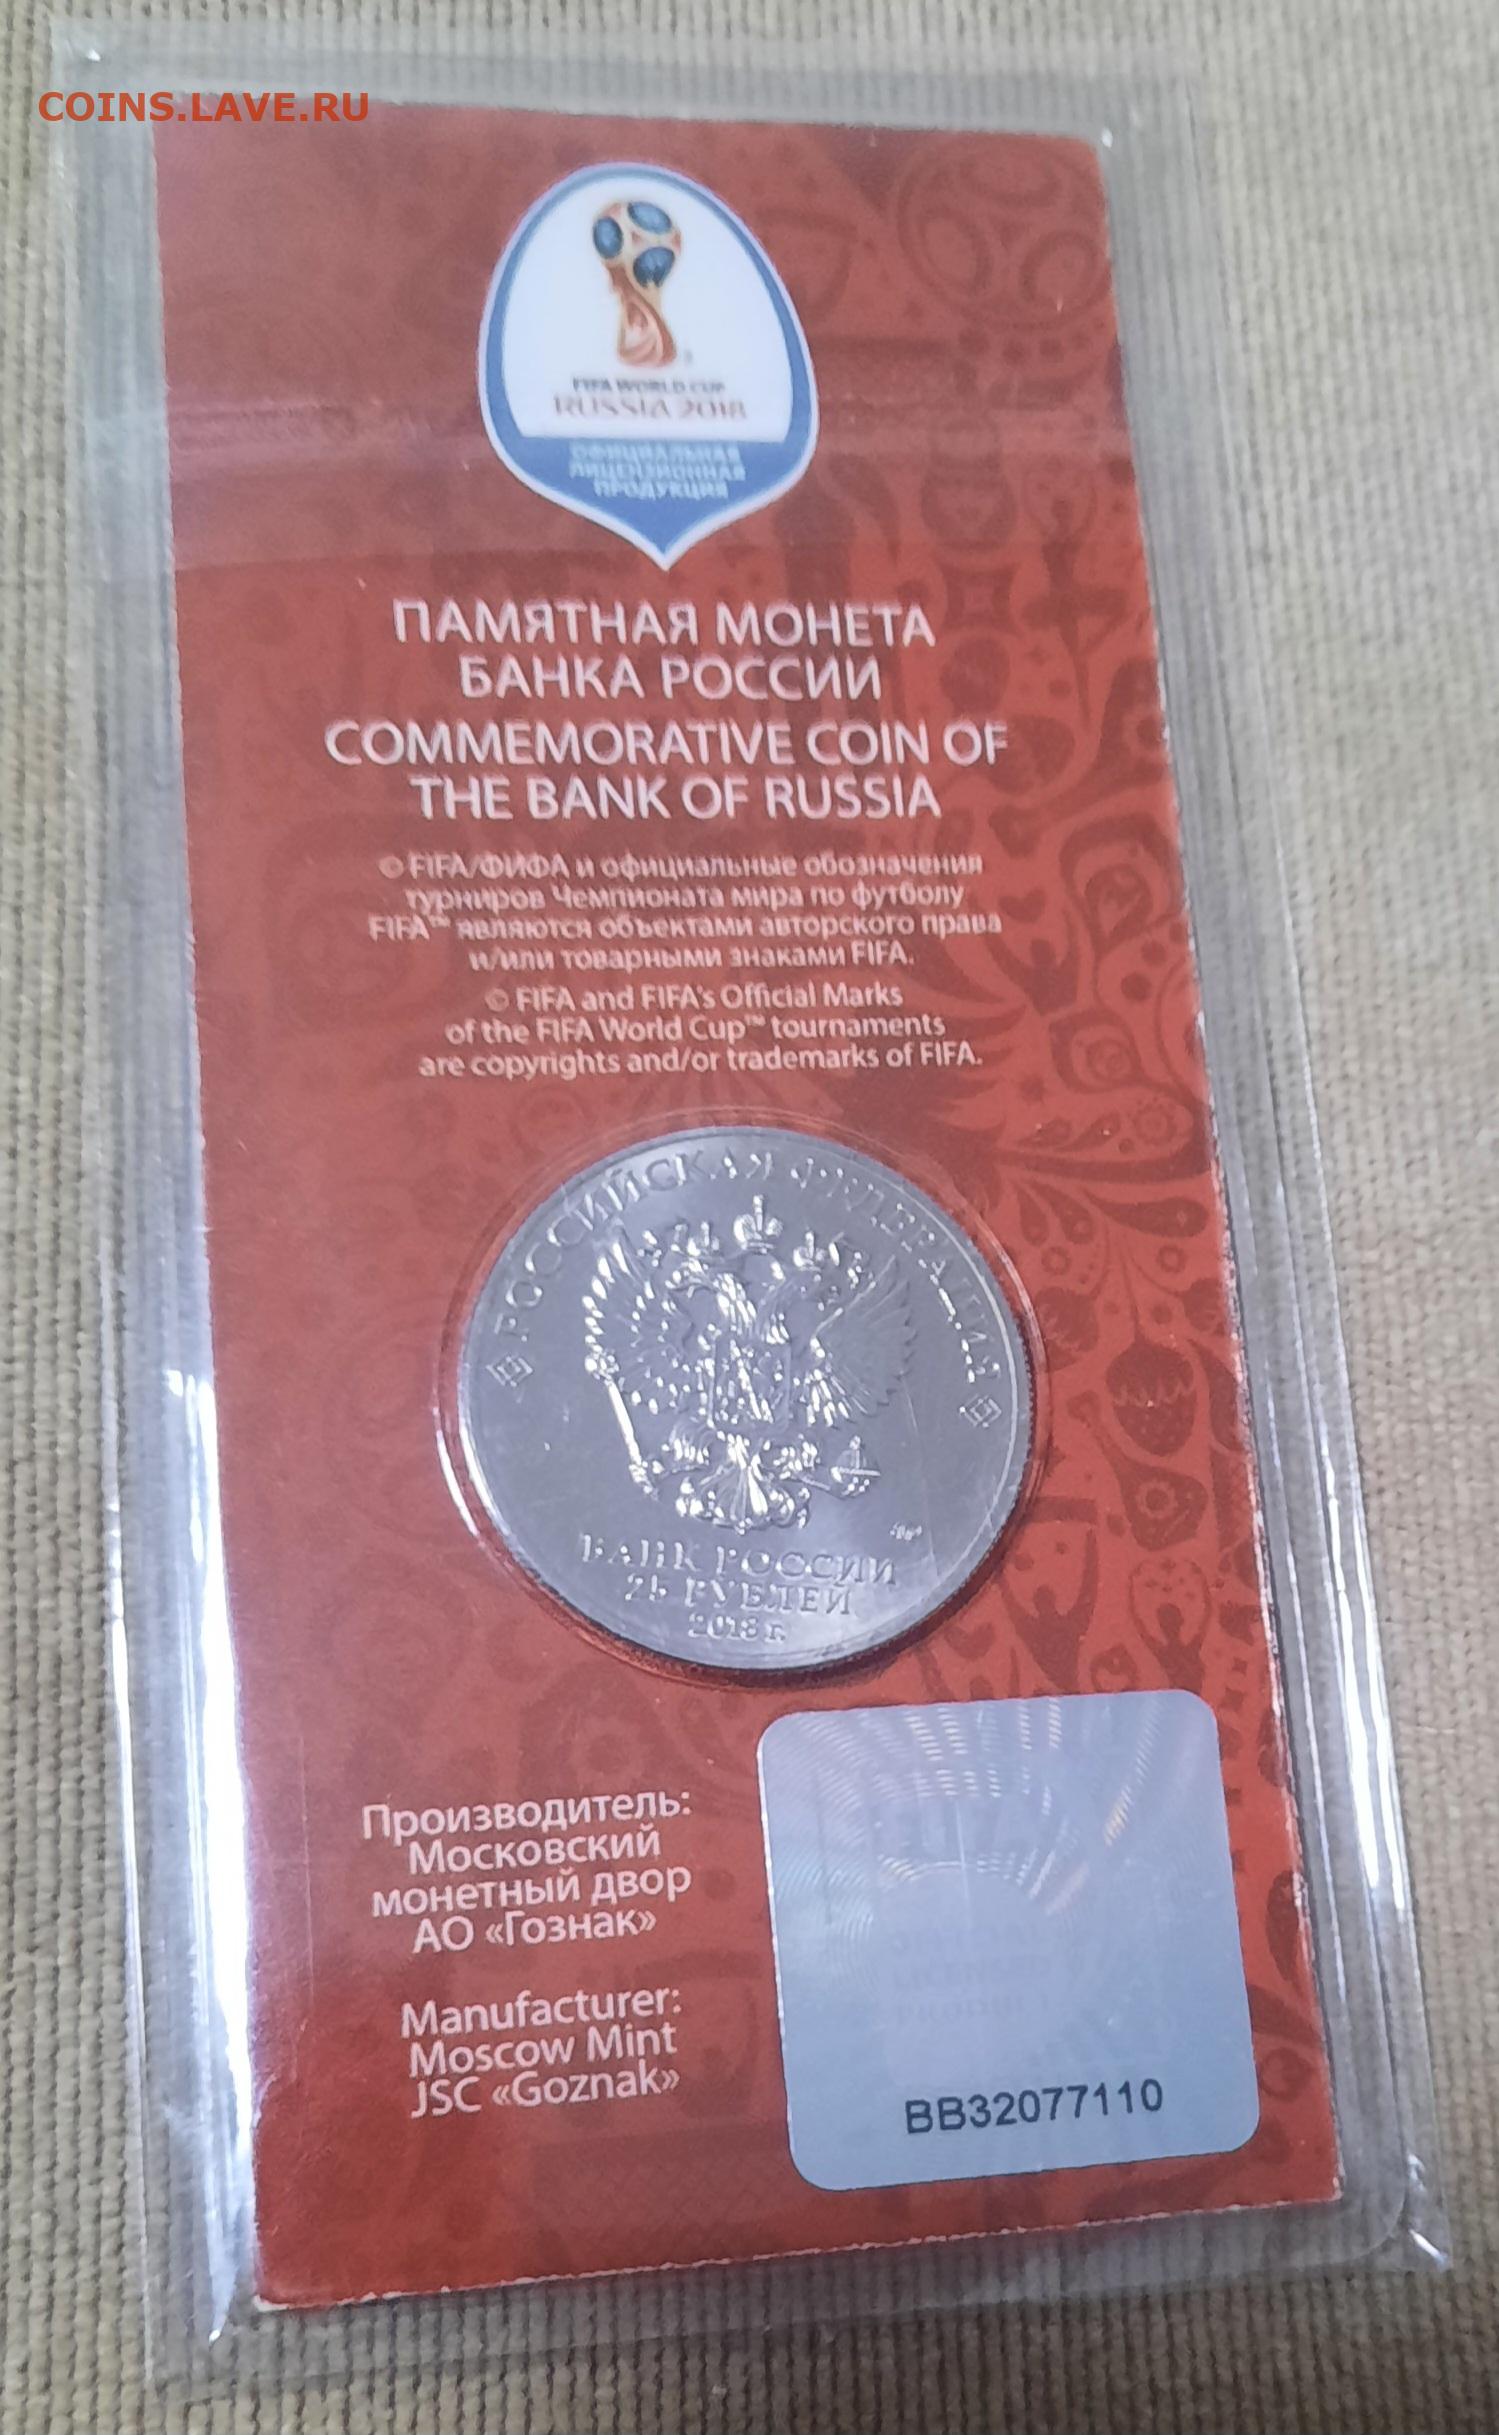 COINS.LAVE.RU
FIFA WORLD CUP
RUSSIA 2018
ОФИЦИАЛЬНАЯ
ЛИЦЕНЗИОННАЯ
ПРОДУКЦИЯ
ПАМЯТНАЯ МОНЕТА
БАНКА РОССИИ
COMMEMORATIVE COIN OF
THE BANK OF RUSSIA
© FIFA/ФИФА и официальные обозначения
турниров Чемпионата мира по футболу
FIFA™ являются объектами авторского права
и/или товарными знаками FIFA.
© FIFA and FIFA's Official Marks
of the FIFA World Cup™ tournaments
are copyrights and/or trademarks of FIFA.
РОССИЙСКАЯ ФЕДЕРАЦИЯ
БАНК РОССИИ
25 РУБЛЕЙ
2018 г.
Производитель:
Московский
монетный двор
АО «Гознак»
Manufacturer:
Moscow Mint
JSC «Goznak»
LICENSED
BB32077110